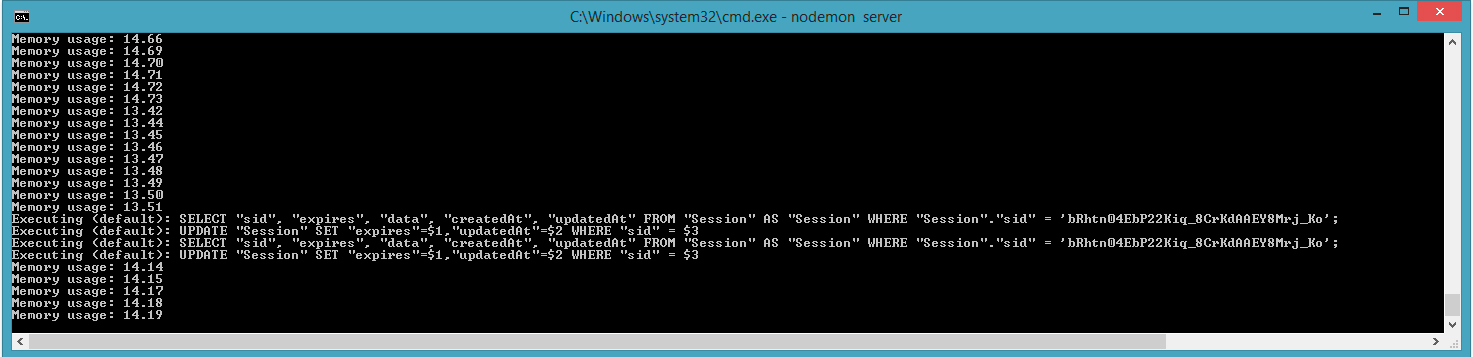 C:\Windows\system32\cmd.exe - nodemon  server
Memory usage: 14.66
Memory usage: 14.69
Memory usage: 14.70
Memory usage: 14.71
Memory usage: 14.72
Memory usage: 14.73
Memory usage: 13.42
Memory usage: 13.44
Memory usage: 13.45
Memory usage: 13.46
Memory usage: 13.47
Memory usage: 13.48
Memory usage: 13.49
Memory usage: 13.50
Memory usage: 13.51
Executing (default): SELECT "sid", "expires", "data", "createdAt", "updatedAt" FROM "Session" AS "Session" WHERE "Session"."sid" = 'bRhtn04EbP22Kiq_8CrKdAAEY8Mrj_Ko';
Executing (default): UPDATE "Session" SET "expires"=$1,"updatedAt"=$2 WHERE "sid" = $3
Executing (default): SELECT "sid", "expires", "data", "createdAt", "updatedAt" FROM "Session" AS "Session" WHERE "Session"."sid" = 'bRhtn04EbP22Kiq_8CrKdAAEY8Mrj_Ko';
Executing (default): UPDATE "Session" SET "expires"=$1,"updatedAt"=$2 WHERE "sid" = $3
Memory usage: 14.14
Memory usage: 14.15
Memory usage: 14.17
Memory usage: 14.18
Memory usage: 14.19